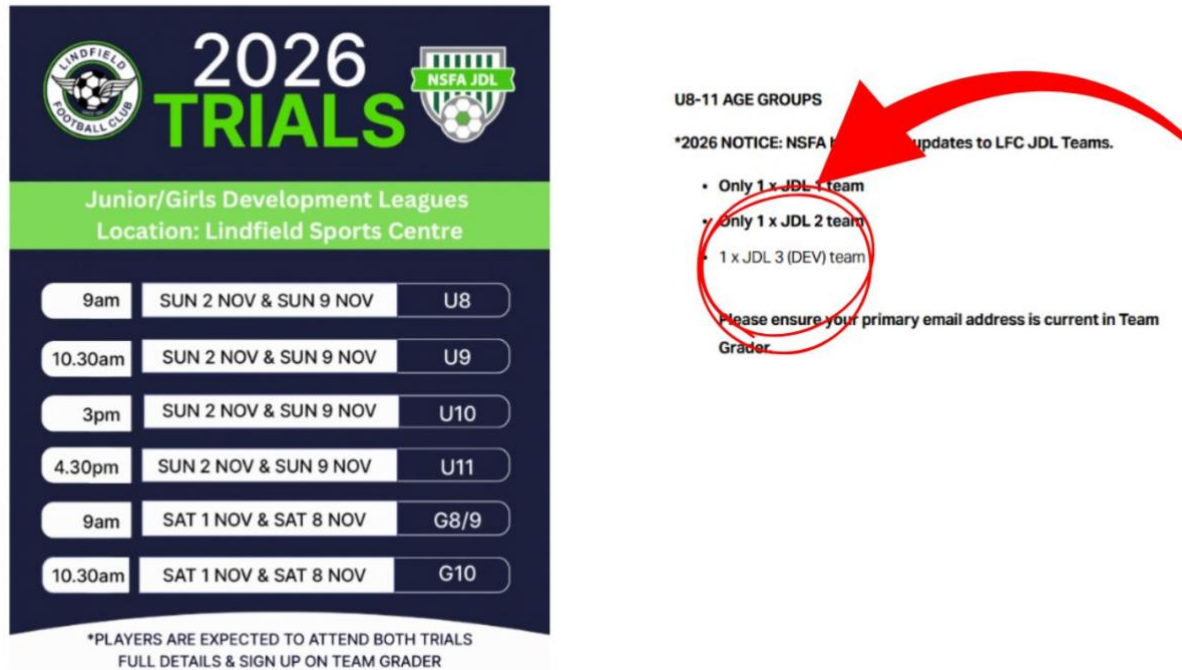 LINDFIELD
FOOTBALL CLUB
2026
TRIALS
NSFA JDL
Junior/Girls Development Leagues
Location: Lindfield Sports Centre
9am SUN 2 NOV & SUN 9 NOV U8
10.30am SUN 2 NOV & SUN 9 NOV U9
3pm SUN 2 NOV & SUN 9 NOV U10
4.30pm SUN 2 NOV & SUN 9 NOV U11
9am SAT 1 NOV & SAT 8 NOV G8/9
10.30am SAT 1 NOV & SAT 8 NOV G10
*PLAYERS ARE EXPECTED TO ATTEND BOTH TRIALS
FULL DETAILS & SIGN UP ON TEAM GRADER
U8-11 AGE GROUPS
*2026 NOTICE: NSFA updates to LFC JDL Teams.
• Only 1 x JDL 1 team
• Only 1 x JDL 2 team
• 1 x JDL 3 (DEV) team
Please ensure your primary email address is current in Team
Grader